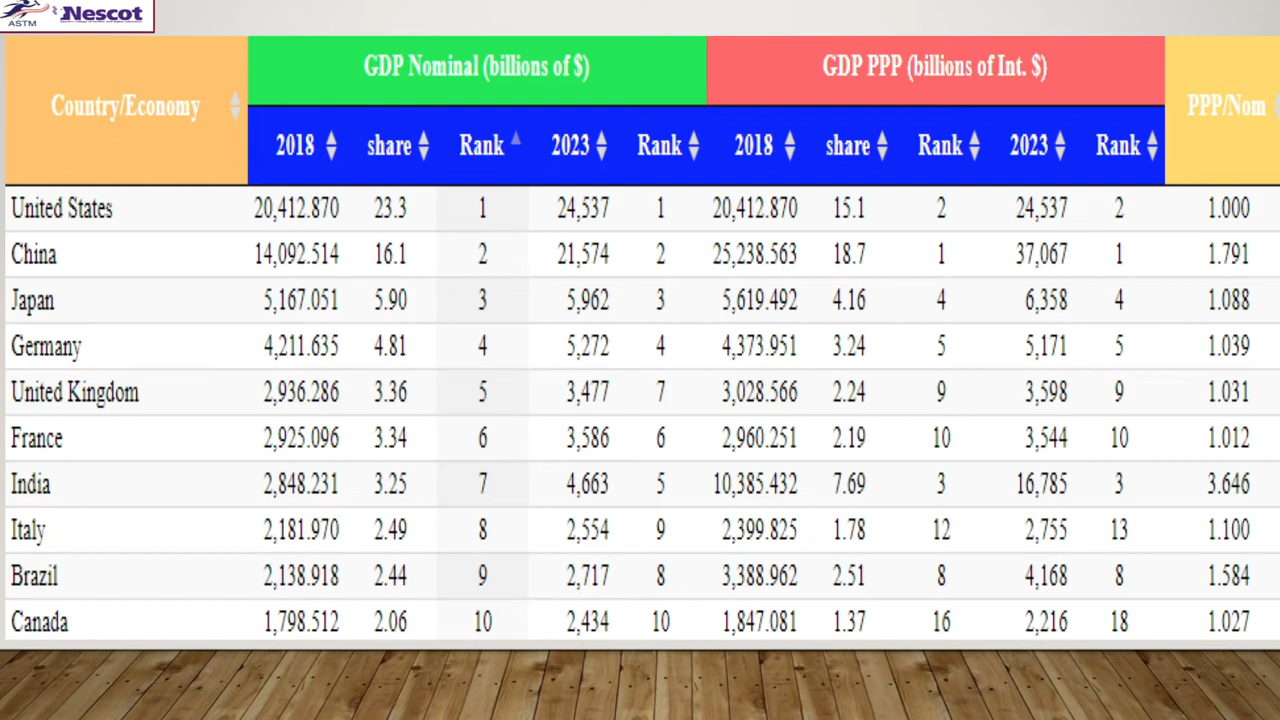 ASTM
Nescot
Country/Economy
GDP Nominal (billions of $)
GDP PPP (billions of Int. $)
PPP/Nom
2018 share Rank 2023 Rank 2018 share Rank 2023 Rank
United States 20,412.870 23.3 1 24,537 1 20,412.870 15.1 2 24,537 2 1.000
China 14,092.514 16.1 2 21,574 2 25,238.563 18.7 1 37,067 1 1.791
Japan 5,167.051 5.90 3 5,962 3 5,619.492 4.16 4 6,358 4 1.088
Germany 4,211.635 4.81 4 5,272 4 4,373.951 3.24 5 5,171 5 1.039
United Kingdom 2,936.286 3.36 5 3,477 7 3,028.566 2.24 9 3,598 9 1.031
France 2,925.096 3.34 6 3,586 6 2,960.251 2.19 10 3,544 10 1.012
India 2,848.231 3.25 7 4,663 5 10,385.432 7.69 3 16,785 3 3.646
Italy 2,181.970 2.49 8 2,554 9 2,399.825 1.78 12 2,755 13 1.100
Brazil 2,138.918 2.44 9 2,717 8 3,388.962 2.51 8 4,168 8 1.584
Canada 1,798.512 2.06 10 2,434 10 1,847.081 1.37 16 2,216 18 1.027